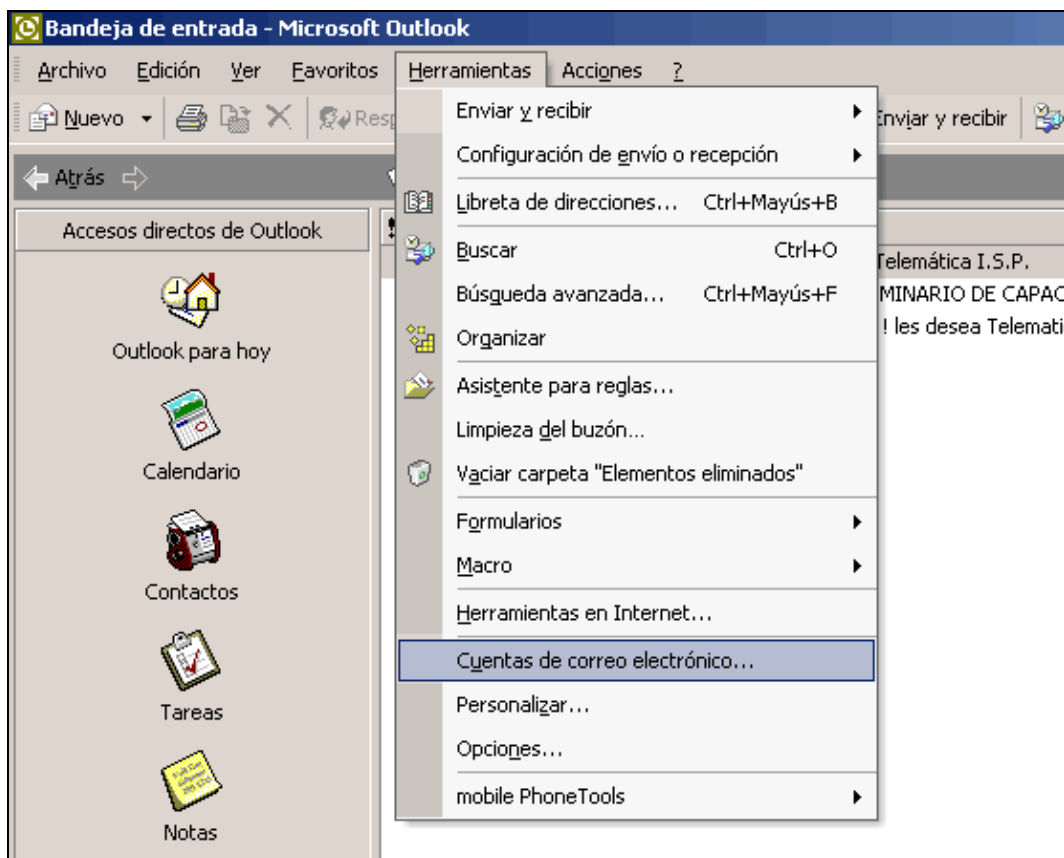 Bandeja de entrada - Microsoft Outlook
Archivo Edición Ver Favoritos Herramientas Acciones ?
Nuevo Resp Enviar y recibir
Atrás
Accesos directos de Outlook
Outlook para hoy
Calendario
Contactos
Tareas
Notas
Enviar y recibir
Configuración de envío o recepción
Libreta de direcciones... Ctrl+Mayús+B
Buscar Ctrl+O
Búsqueda avanzada... Ctrl+Mayús+F
Organizar
Asistente para reglas...
Limpieza del buzón...
Vaciar carpeta "Elementos eliminados"
Formularios
Macro
Herramientas en Internet...
Cuentas de correo electrónico...
Personalizar...
Opciones...
mobile PhoneTools
Telemática I.S.P.
MINARIO DE CAPAC
! les desea Telemati